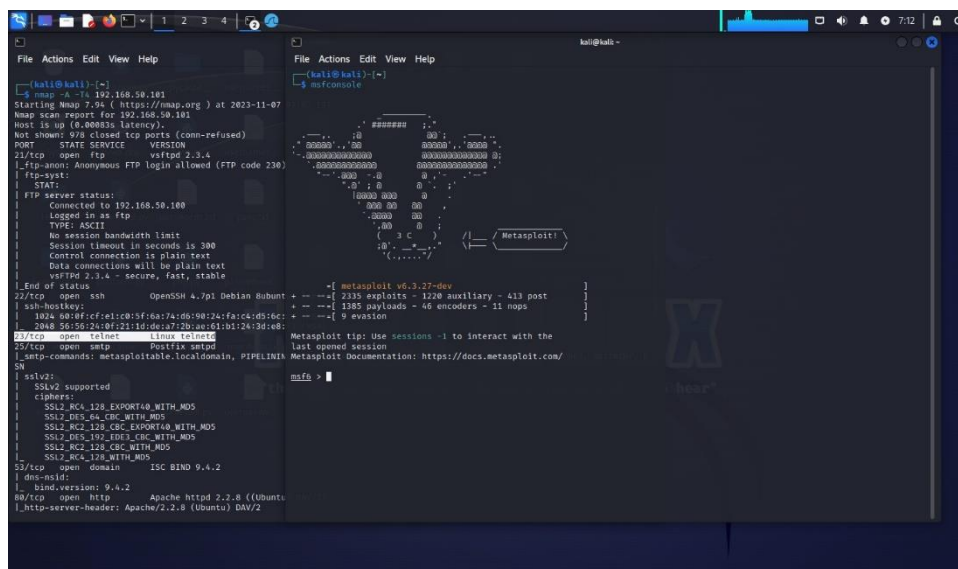 1 2 3 4
7:12
File Actions Edit View Help
(kali㉿kali)-[~]
$ nmap -A -T4 192.168.50.101
Starting Nmap 7.94 ( https://nmap.org ) at 2023-11-07
Nmap scan report for 192.168.50.101
Host is up (0.00083s latency).
Not shown: 978 closed tcp ports (conn-refused)
PORT STATE SERVICE VERSION
21/tcp open ftp vsftpd 2.3.4
|_ftp-anon: Anonymous FTP login allowed (FTP code 230)
| ftp-syst:
| STAT:
| FTP server status:
| Connected to 192.168.50.100
| Logged in as ftp
| TYPE: ASCII
| No session bandwidth limit
| Session timeout in seconds is 300
| Control connection is plain text
| Data connections will be plain text
| vsFTPd 2.3.4 - secure, fast, stable
|_End of status
22/tcp open ssh OpenSSH 4.7p1 Debian 8ubunt
| ssh-hostkey:
| 1024 60:0f:cf:e1:c0:5f:6a:74:d6:90:24:fa:c4:d5:6c:
|_ 2048 56:56:24:0f:21:1d:de:a7:2b:ae:61:b1:24:3d:e8:
23/tcp open telnet Linux telnetd
25/tcp open smtp Postfix smtpd
|_smtp-commands: metasploitable.localdomain, PIPELININ
SN
| sslv2:
| SSLv2 supported
| ciphers:
| SSL2_RC4_128_EXPORT40_WITH_MD5
| SSL2_DES_64_CBC_WITH_MD5
| SSL2_RC2_128_CBC_EXPORT40_WITH_MD5
| SSL2_DES_192_EDE3_CBC_WITH_MD5
| SSL2_RC2_128_CBC_WITH_MD5
|_ SSL2_RC4_128_WITH_MD5
53/tcp open domain ISC BIND 9.4.2
| dns-nsid:
|_ bind.version: 9.4.2
80/tcp open http Apache httpd 2.2.8 ((Ubuntu
|_http-server-header: Apache/2.2.8 (Ubuntu) DAV/2
kali@kali: ~
File Actions Edit View Help
(kali㉿kali)-[~]
$ msfconsole
Metasploit!
=[ metasploit v6.3.27-dev ]
+ -- --=[ 2335 exploits - 1220 auxiliary - 413 post ]
+ -- --=[ 1385 payloads - 46 encoders - 11 nops ]
+ -- --=[ 9 evasion ]
Metasploit tip: Use sessions -1 to interact with the
last opened session
Metasploit Documentation: https://docs.metasploit.com/
msf6 >
hear"